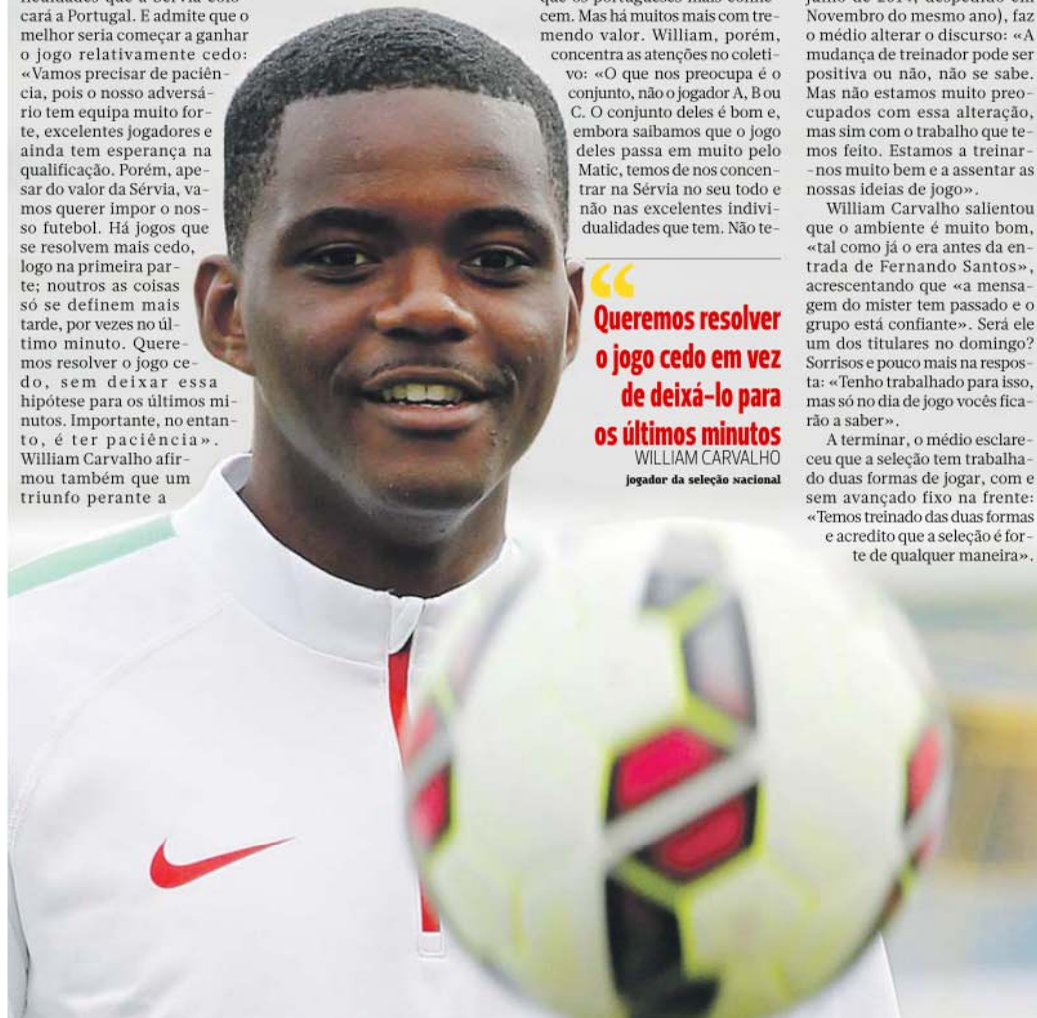 cará a Portugal. E admite que o
melhor seria começar a ganhar
o jogo relativamente cedo:
«Vamos precisar de paciên-
cia, pois o nosso adversá-
rio tem equipa muito for-
te, excelentes jogadores e
ainda tem esperança na
qualificação. Porém, ape-
sar do valor da Sérvia, va-
mos querer impor o nos-
so futebol. Há jogos que
se resolvem mais cedo,
logo na primeira par-
te; noutros as coisas
só se definem mais
tarde, por vezes no úl-
timo minuto. Quere-
mos resolver o jogo ce-
do, sem deixar essa
hipótese para os últimos mi-
nutos. Importante, no entan-
to, é ter paciência».
William Carvalho afir-
mou também que um
triunfo perante a
que os portugueses mais conhe-
cem. Mas há muitos mais com tre-
mendo valor. William, porém,
concentra as atenções no coleti-
vo: «O que nos preocupa é o
conjunto, não o jogador A, B ou
C. O conjunto deles é bom e,
embora saibamos que o jogo
deles passa em muito pelo
Matic, temos de nos concen-
trar na Sérvia no seu todo e
não nas excelentes indivi-
dualidades que tem. Não te-
“
Queremos resolver
o jogo cedo em vez
de deixá-lo para
os últimos minutos
WILLIAM CARVALHO
jogador da seleção Nacional
Novembro do mesmo ano), faz
o médio alterar o discurso: «A
mudança de treinador pode ser
positiva ou não, não se sabe.
Mas não estamos muito preo-
cupados com essa alteração,
mas sim com o trabalho que te-
mos feito. Estamos a treinar-
-nos muito bem e a assentar as
nossas ideias de jogo».
William Carvalho salientou
que o ambiente é muito bom,
«tal como já o era antes da en-
trada de Fernando Santos»,
acrescentando que «a mensa-
gem do mister tem passado e o
grupo está confiante». Será ele
um dos titulares no domingo?
Sorrisos e pouco mais na respos-
ta: «Tenho trabalhado para isso,
mas só no dia de jogo vocês fica-
rão a saber».
A terminar, o médio esclare-
ceu que a seleção tem trabalha-
do duas formas de jogar, com e
sem avançado fixo na frente:
«Temos treinado das duas formas
e acredito que a seleção é for-
te de qualquer maneira».